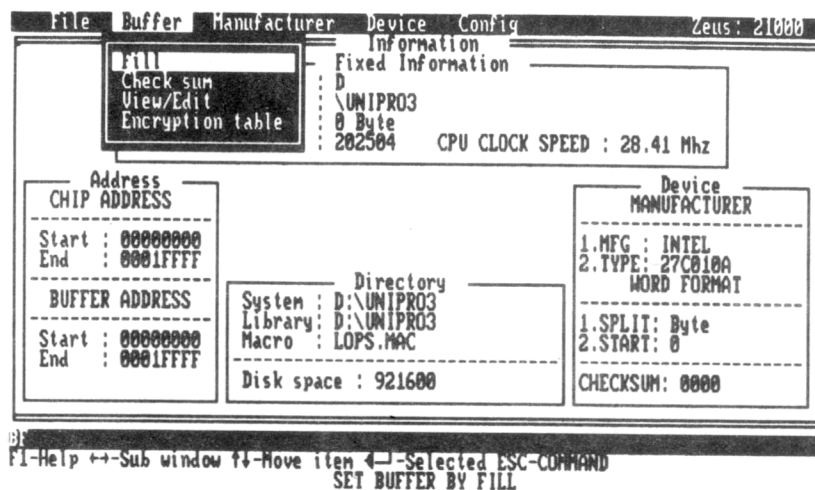 File Buffer Manufacturer Device Config Zeus: 21000
Information
Fill
Check sum
View/Edit
Encryption table
Fixed Information
: D
: \UNIPRO3
: 0 Byte
: 202504 CPU CLOCK SPEED : 28.41 Mhz
Address
CHIP ADDRESS
Start : 00000000
End : 0001FFFF
BUFFER ADDRESS
Start : 00000000
End : 0001FFFF
Directory
System : D:\UNIPRO3
Library: D:\UNIPRO3
Macro : LOPS.MAC
Disk space : 921600
Device
MANUFACTURER
1.MFG : INTEL
2.TYPE: 27C010A
WORD FORMAT
1.SPLIT: Byte
2.START: 0
CHECKSUM: 0000
BF
F1-Help ↔-Sub window ↑↓-Move item ◄─┘-Selected ESC-COMMAND
SET BUFFER BY FILL